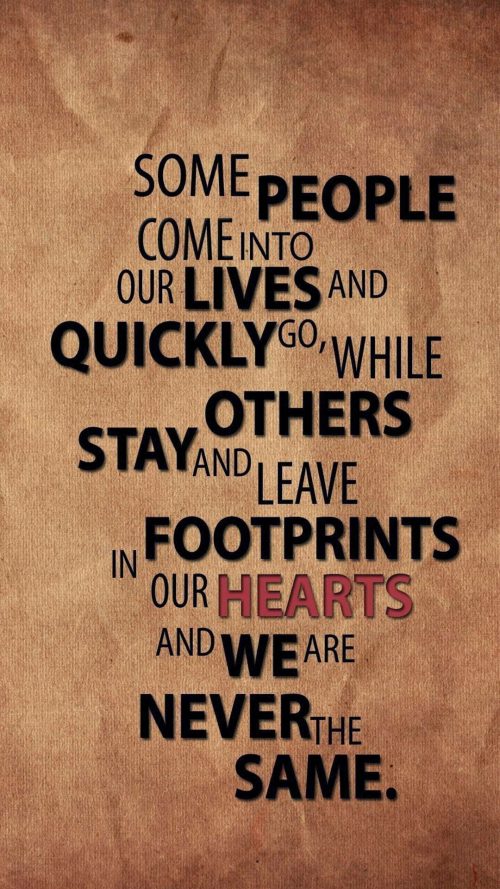 SOME PEOPLE
COME INTO
OUR LIVES AND
QUICKLY GO, WHILE
OTHERS
STAY AND LEAVE
FOOTPRINTS
IN OUR HEARTS
AND WE ARE
NEVER THE
SAME.